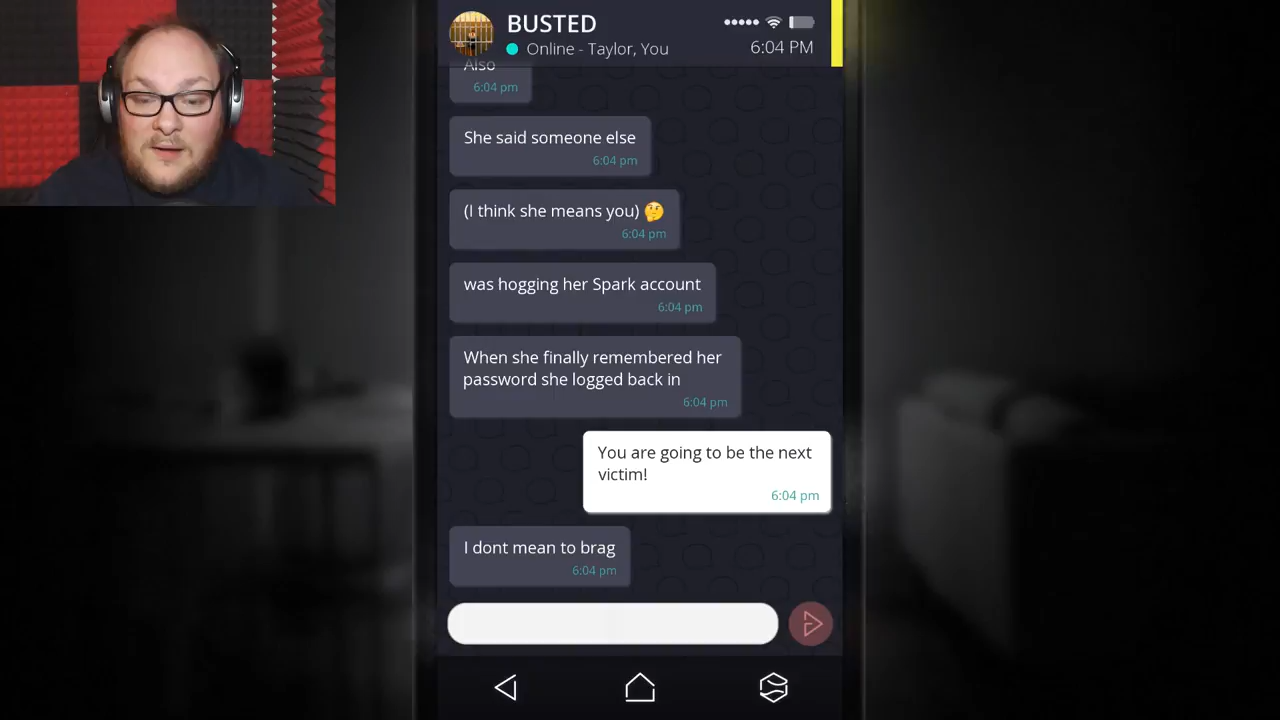 BUSTED
Online - Taylor, You
6:04 PM
Also
6:04 pm
She said someone else
6:04 pm
(I think she means you) 🤔
6:04 pm
was hogging her Spark account
6:04 pm
When she finally remembered her
password she logged back in
6:04 pm
You are going to be the next
victim!
6:04 pm
I dont mean to brag
6:04 pm